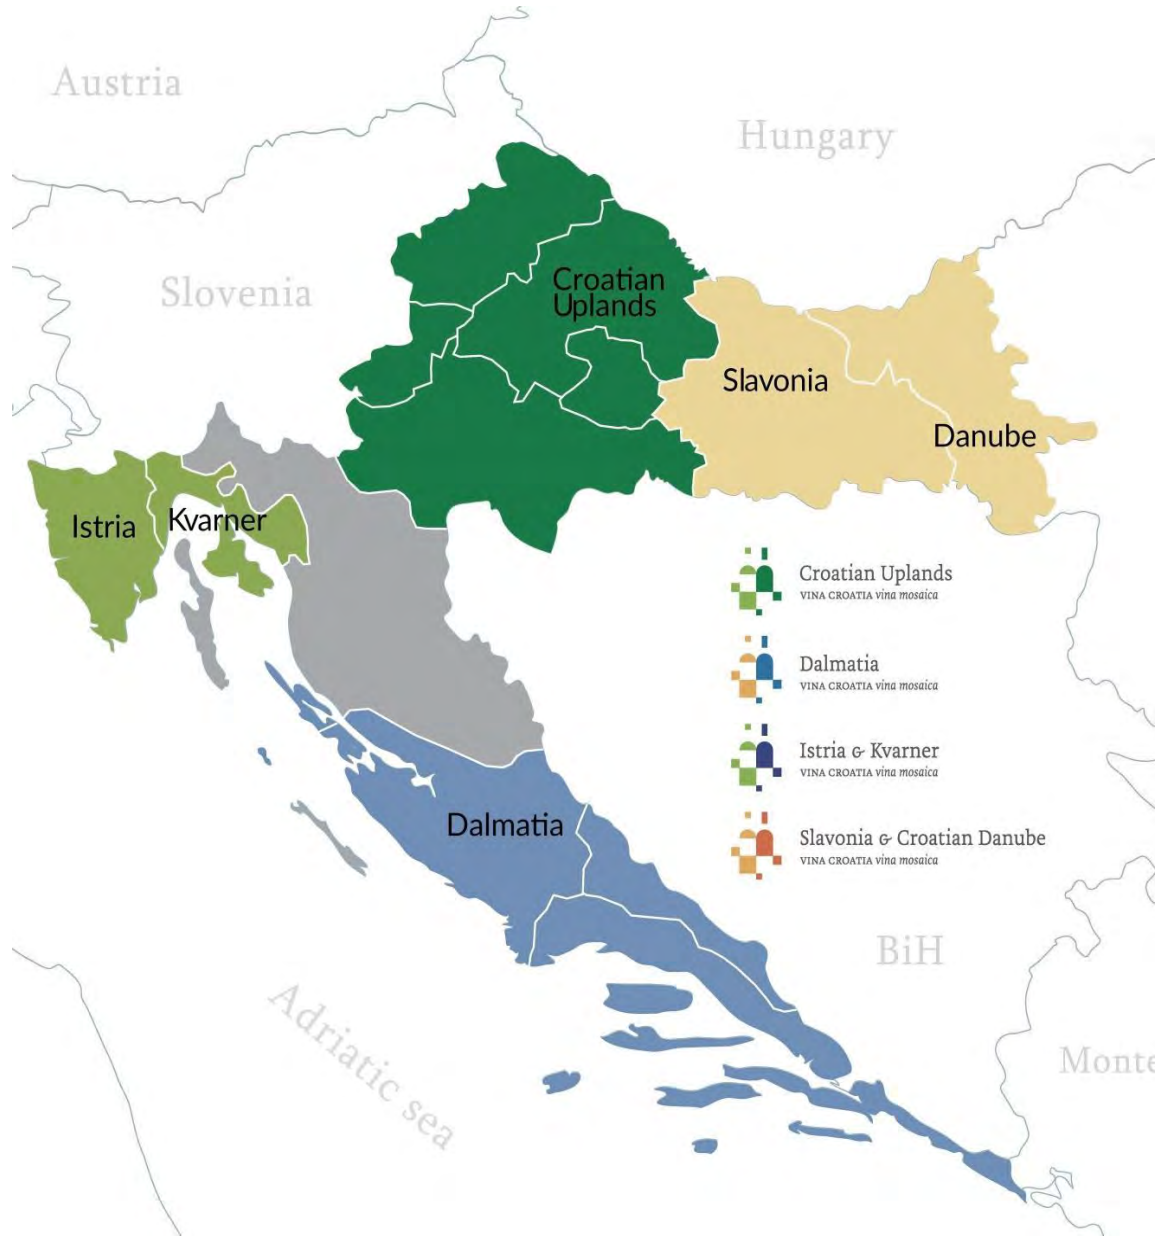 Austria
Hungary
Slovenia
Croatian
Uplands
Slavonia
Danube
Istria
Kvarner
Croatian Uplands
VINA CROATIA vina mosaica
Dalmatia
VINA CROATIA vina mosaica
Istria & Kvarner
VINA CROATIA vina mosaica
Dalmatia
Slavonia & Croatian Danube
VINA CROATIA vina mosaica
BiH
Adriatic sea
Monte